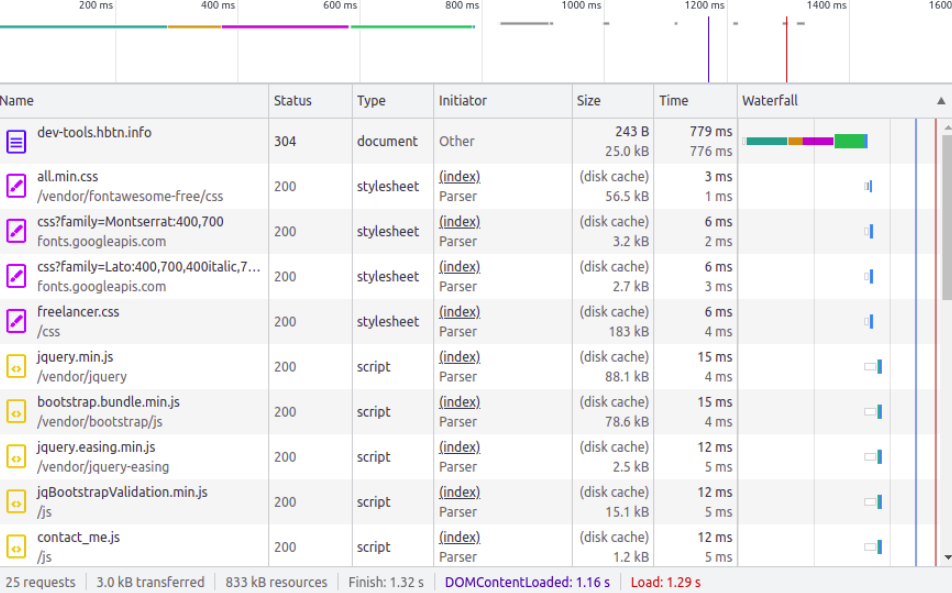 200 ms 400 ms 600 ms 800 ms 1000 ms 1200 ms 1400 ms 1600
Name Status Type Initiator Size Time Waterfall
dev-tools.hbtn.info 304 document Other 243 B 779 ms
25.0 kB 776 ms
all.min.css 200 stylesheet (index) (disk cache) 3 ms
/vendor/fontawesome-free/css Parser 56.5 kB 1 ms
css?family=Montserrat:400,700 200 stylesheet (index) (disk cache) 6 ms
fonts.googleapis.com Parser 3.2 kB 2 ms
css?family=Lato:400,700,400italic,7... 200 stylesheet (index) (disk cache) 6 ms
fonts.googleapis.com Parser 2.7 kB 3 ms
freelancer.css 200 stylesheet (index) (disk cache) 6 ms
/css Parser 183 kB 4 ms
jquery.min.js 200 script (index) (disk cache) 15 ms
/vendor/jquery Parser 88.1 kB 4 ms
bootstrap.bundle.min.js 200 script (index) (disk cache) 15 ms
/vendor/bootstrap/js Parser 78.6 kB 4 ms
jquery.easing.min.js 200 script (index) (disk cache) 12 ms
/vendor/jquery-easing Parser 2.5 kB 5 ms
jqBootstrapValidation.min.js 200 script (index) (disk cache) 12 ms
/js Parser 15.1 kB 5 ms
contact_me.js 200 script (index) (disk cache) 12 ms
/js Parser 1.2 kB 5 ms
25 requests 3.0 kB transferred 833 kB resources Finish: 1.32 s DOMContentLoaded: 1.16 s Load: 1.29 s